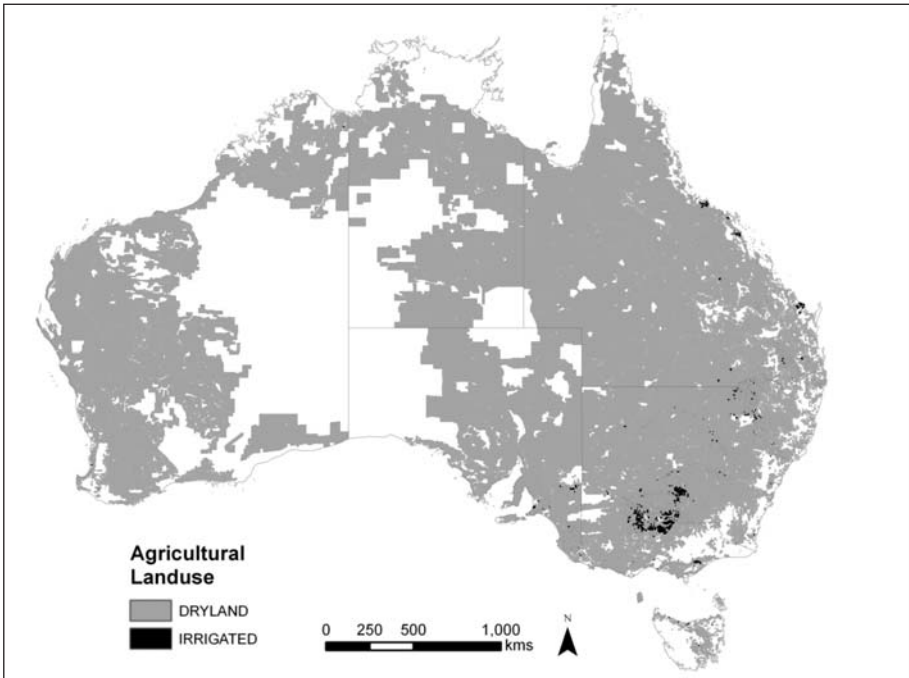 Agricultural
Landuse
DRYLAND
IRRIGATED
0 250 500 1,000
kms
N